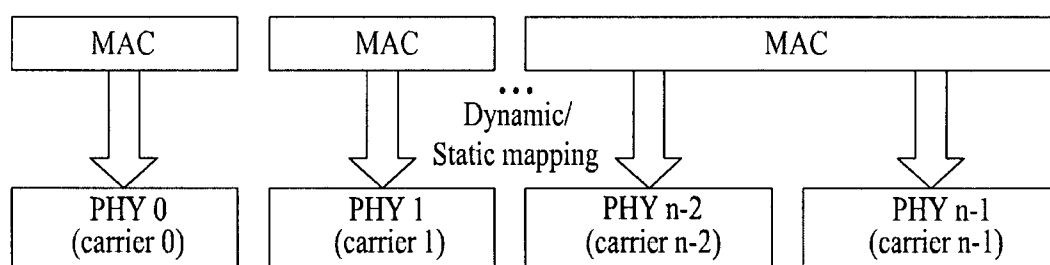 MAC MAC MAC
...
Dynamic/
Static mapping
PHY 0 PHY 1 PHY n-2 PHY n-1
(carrier 0) (carrier 1) (carrier n-2) (carrier n-1)